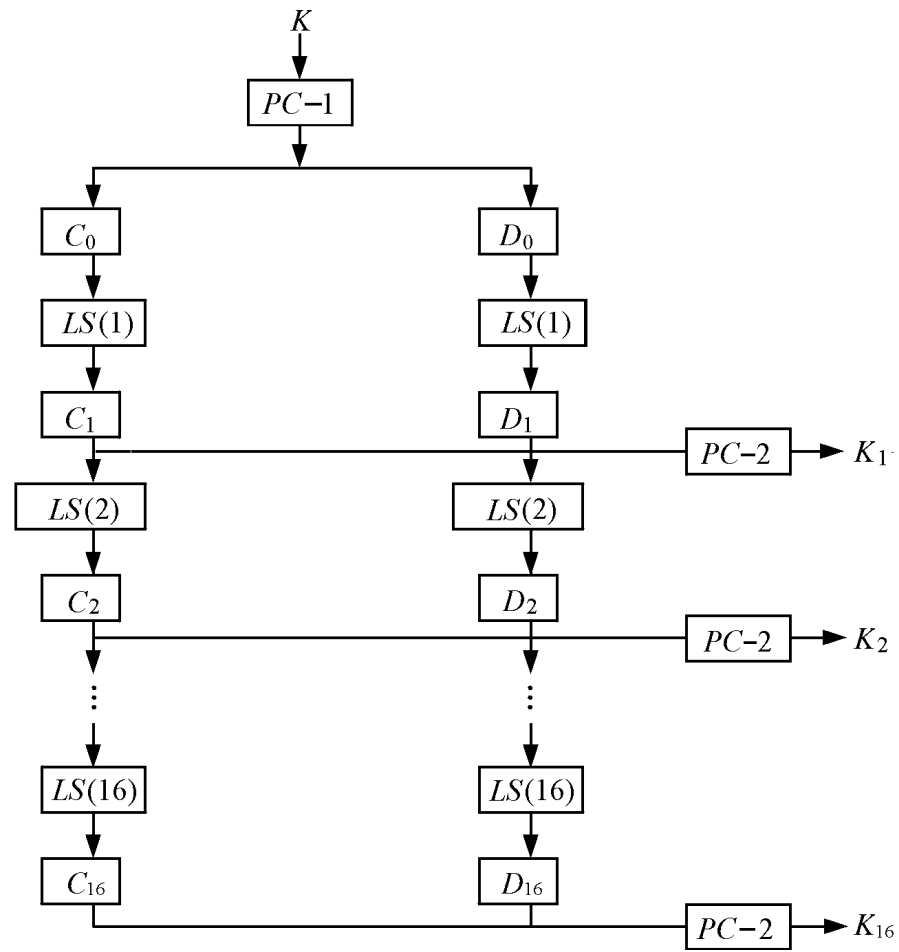 K
PC−1
C₀ D₀
LS(1) LS(1)
C₁ D₁
PC−2 K₁
LS(2) LS(2)
C₂ D₂
PC−2 K₂
⋮ ⋮
LS(16) LS(16)
C₁₆ D₁₆
PC−2 K₁₆